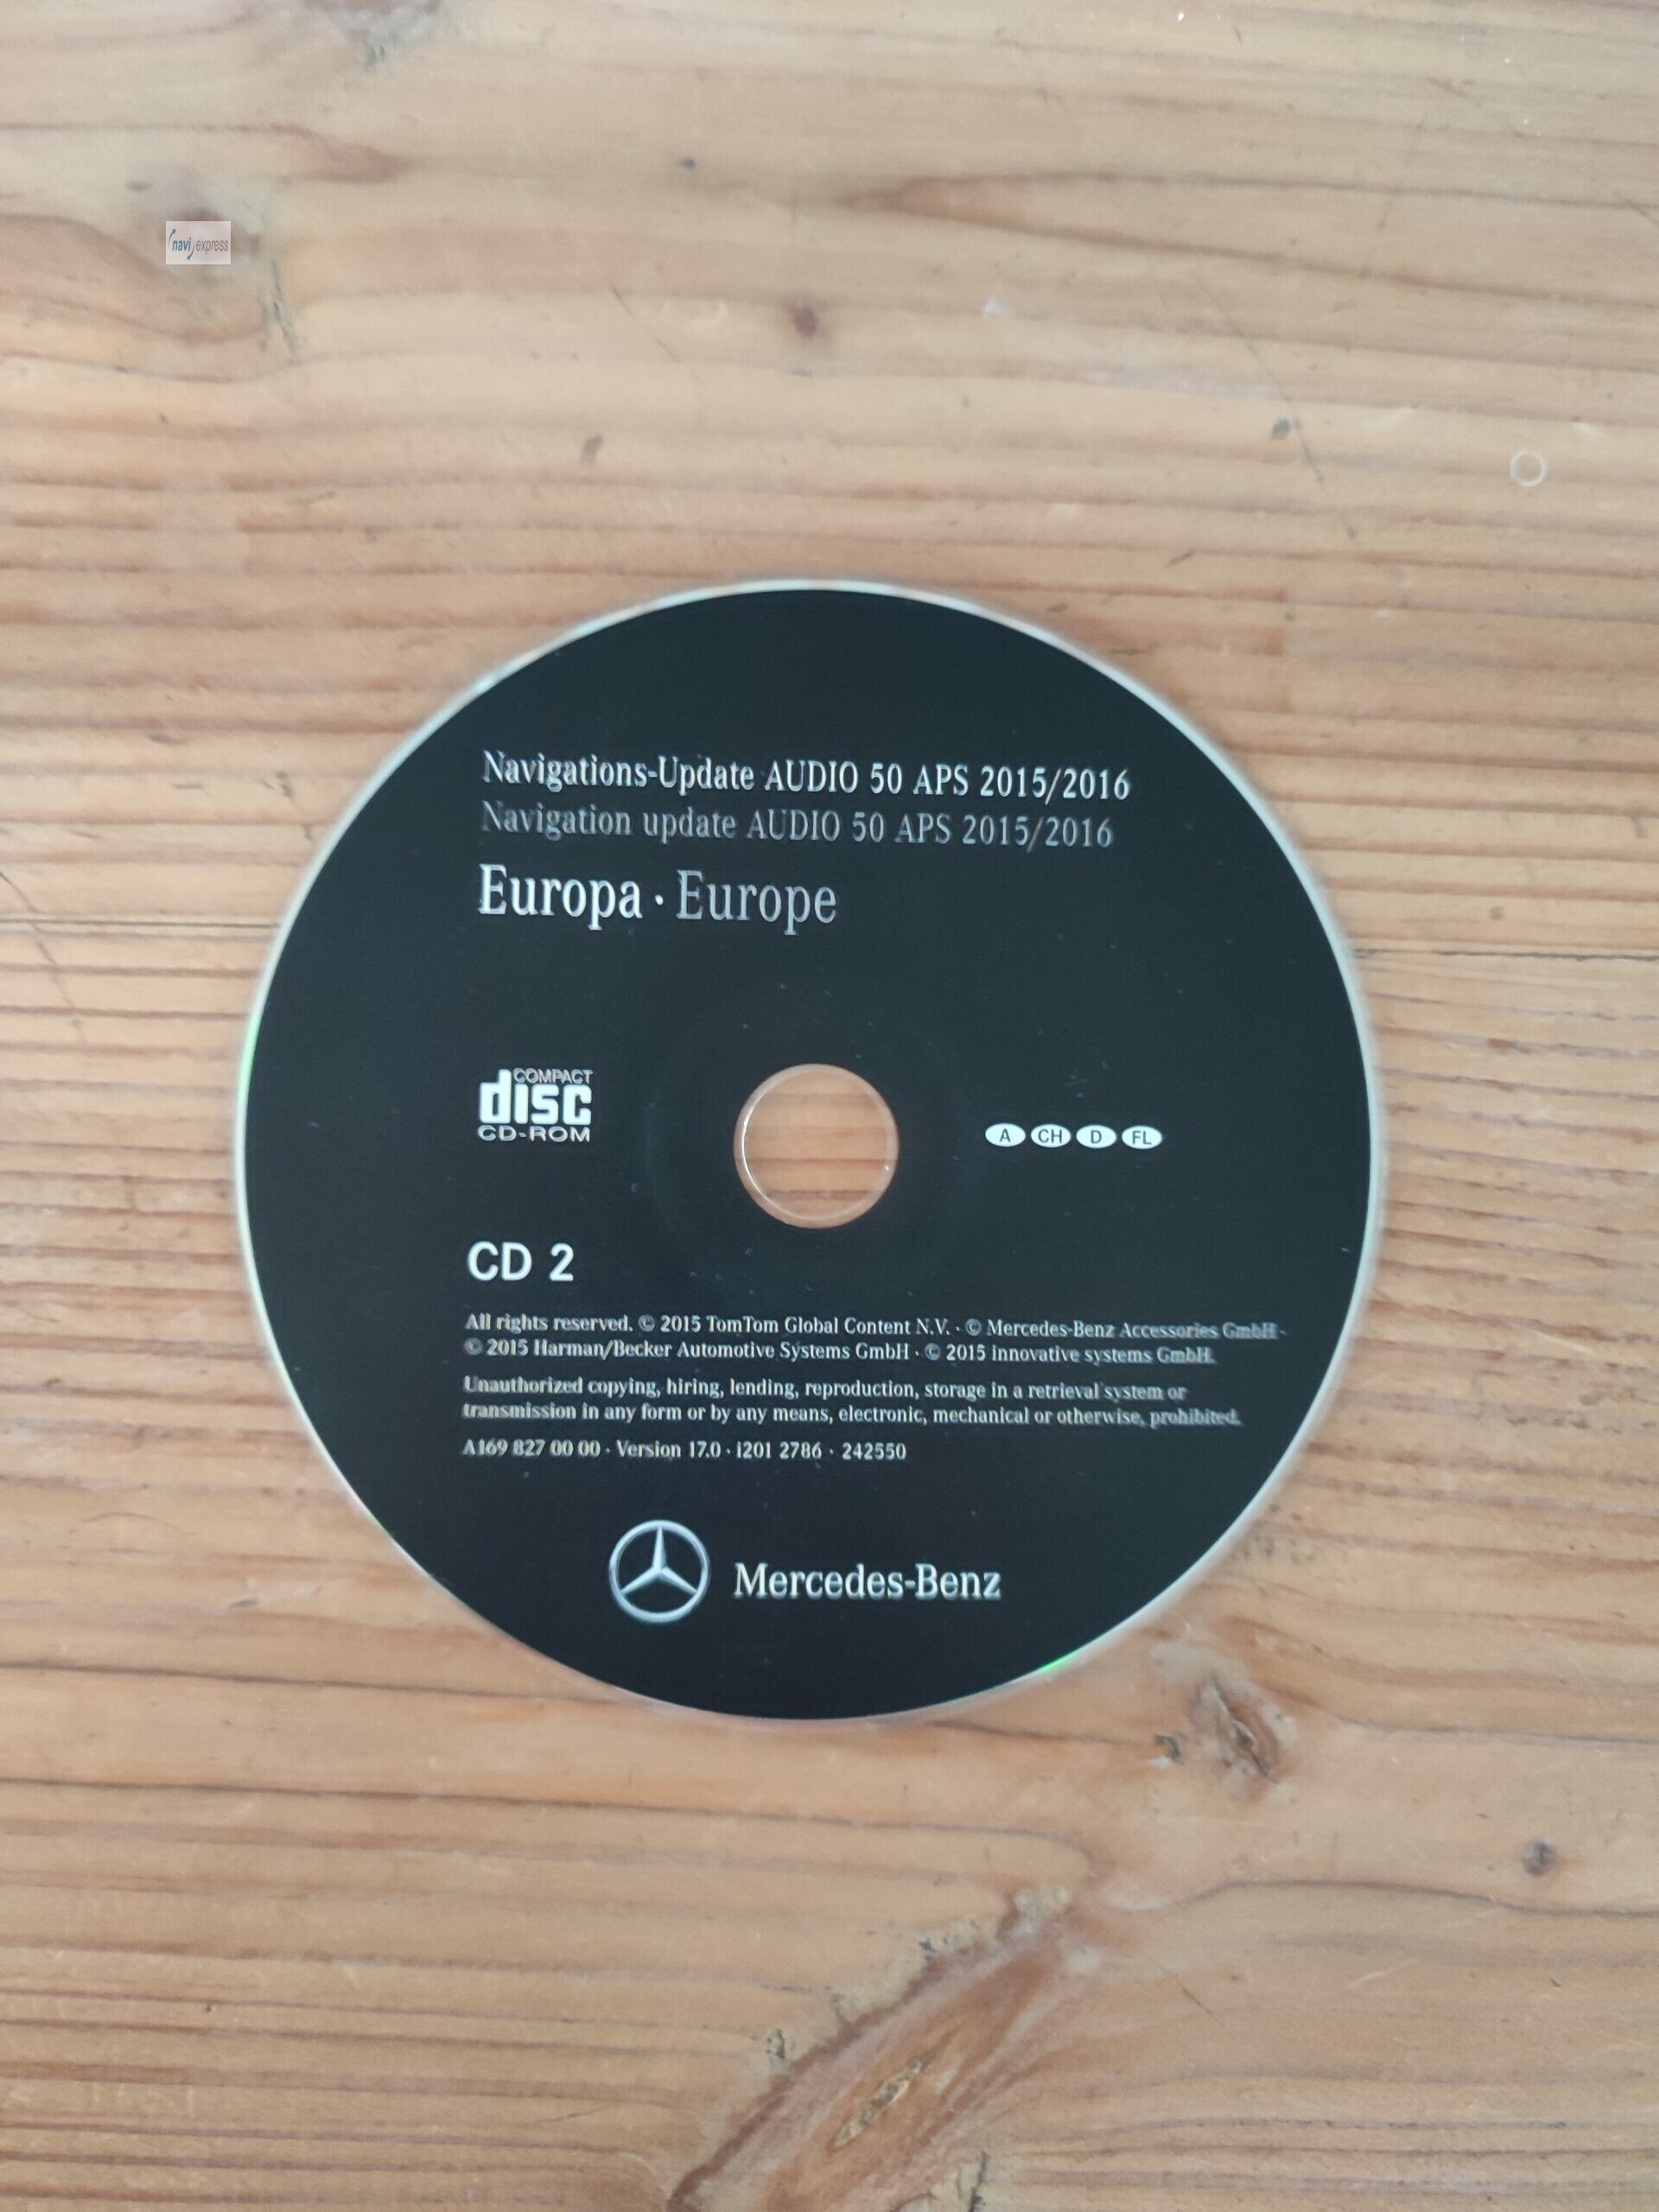 navi express
Navigations-Update AUDIO 50 APS 2015/2016
Navigation update AUDIO 50 APS 2015/2016
Europa · Europe
COMPACT
disc
CD-ROM
A CH D FL
CD 2
All rights reserved. © 2015 TomTom Global Content N.V. · © Mercedes-Benz Accessories GmbH ·
© 2015 Harman/Becker Automotive Systems GmbH · © 2015 innovative systems GmbH.
Unauthorized copying, hiring, lending, reproduction, storage in a retrieval system or
transmission in any form or by any means, electronic, mechanical or otherwise, prohibited.
A169 827 00 00 · Version 17.0 · i201 2786 · 242550
Mercedes-Benz